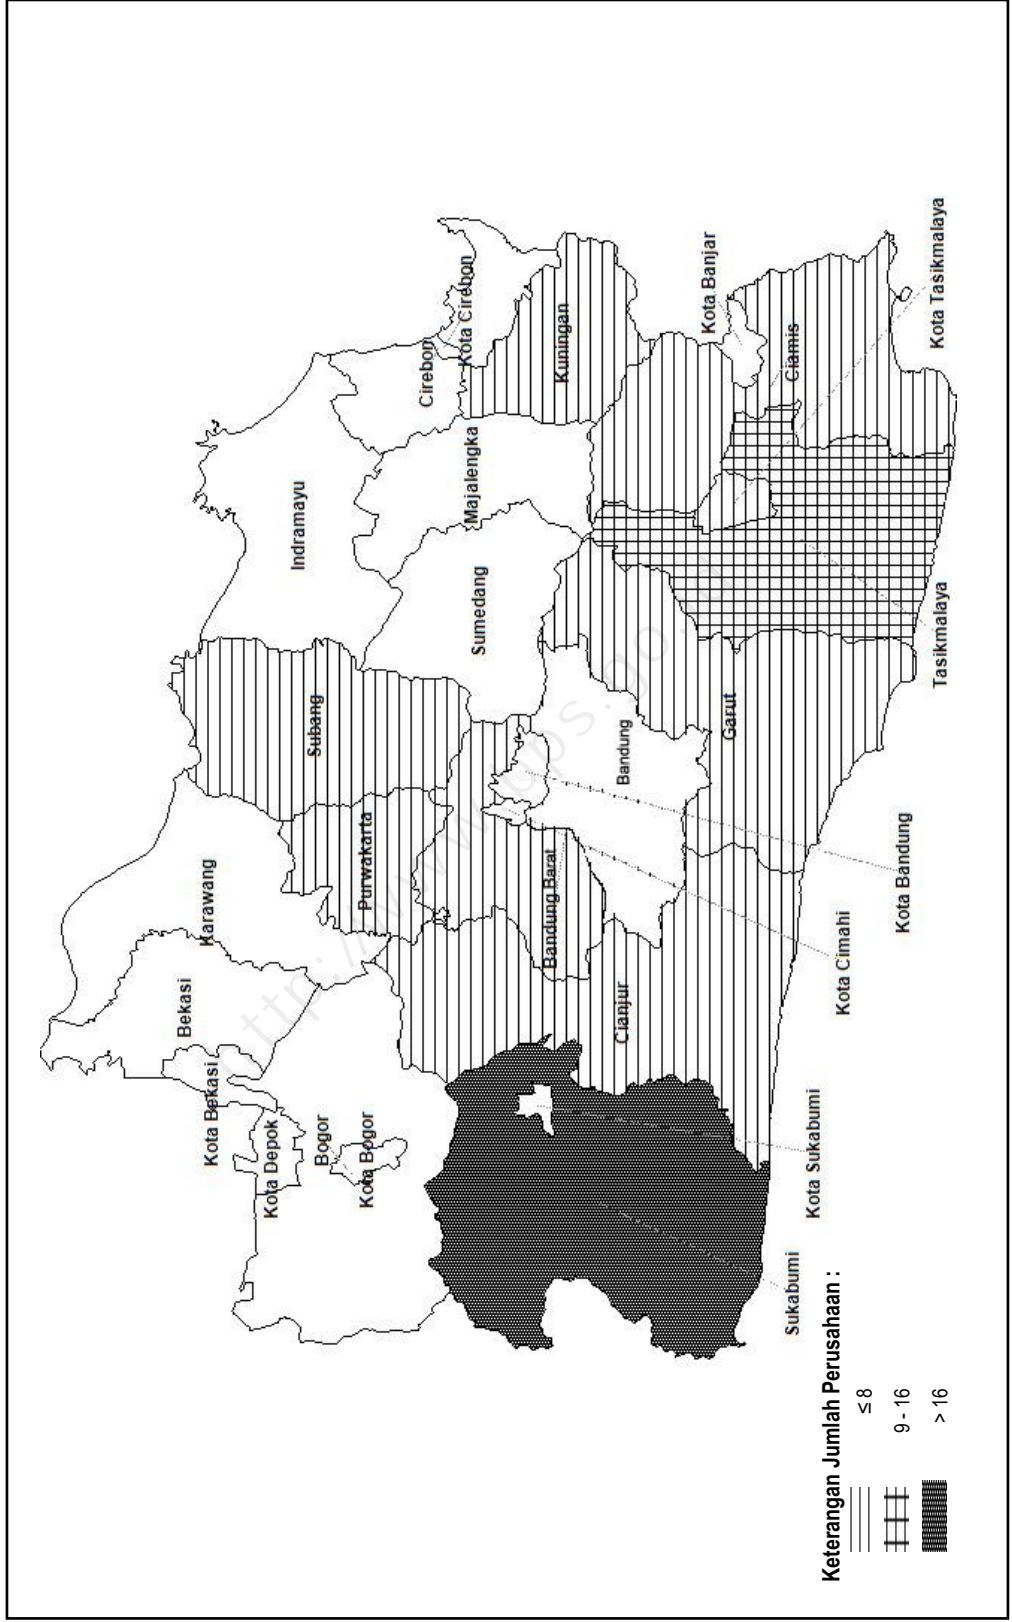 Kota Bekasi
Bekasi
Karawang
Kota Depok
Bogor
Kota Bogor
Purwakarta
Subang
Indramayu
Cirebon
Kota Cirebon
Majalengka
Sumedang
Kuningan
Bandung Barat
Bandung
Cianjur
Garut
Kota Banjar
Ciamis
Kota Tasikmalaya
Tasikmalaya
Kota Bandung
Kota Cimahi
Kota Sukabumi
Sukabumi
Keterangan Jumlah Perusahaan :
≤ 8
9 - 16
> 16